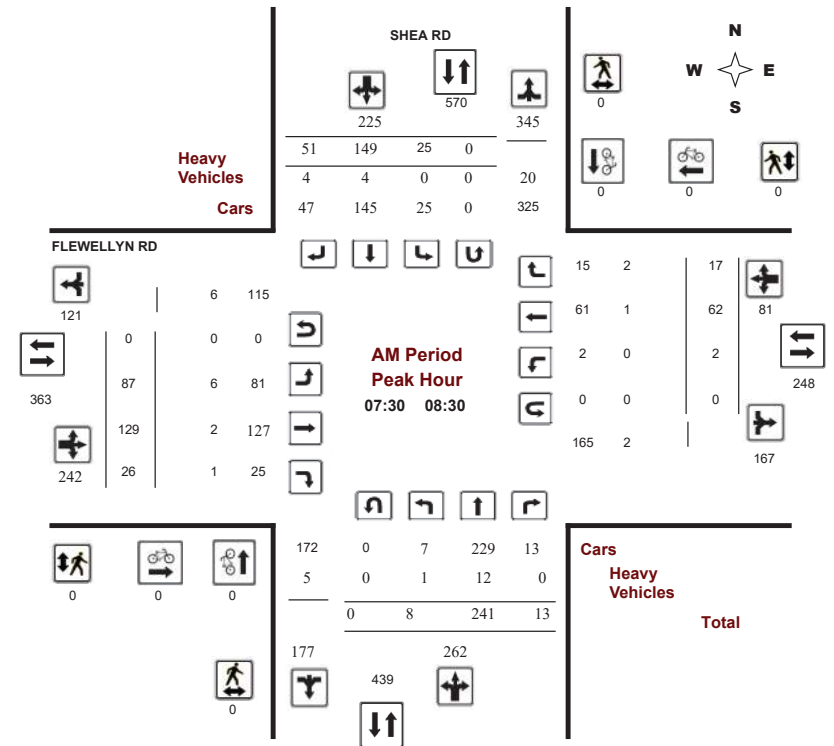 SHEA RD
N
W E
S
570
0
225 345
51 149 25 0
Heavy
Vehicles
4 4 0 0 20
0 0 0
Cars
47 145 25 0 325
FLEWELLYN RD
121
6 115
15 2 17
61 1 62 81
0 0 0
AM Period
Peak Hour
07:30 08:30
2 0 2
363
87 6 81
248
0 0 0
129 2 127
165 2
167
242
26 1 25
172 0 7 229 13
Cars
5 0 1 12 0
Heavy
Vehicles
0 0 0
0 8 241 13
Total
177 262
439
0